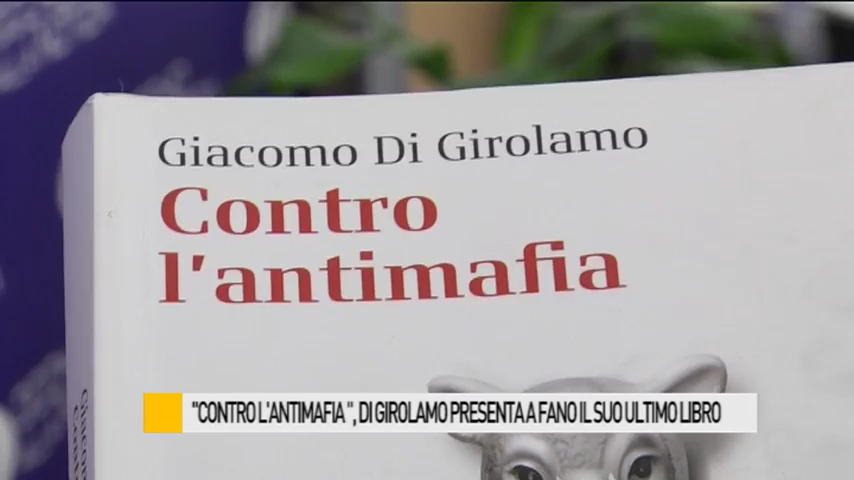 Giacomo Di Girolamo
Contro
l'antimafia
"CONTRO L'ANTIMAFIA ", DI GIROLAMO PRESENTA A FANO IL SUO ULTIMO LIBRO